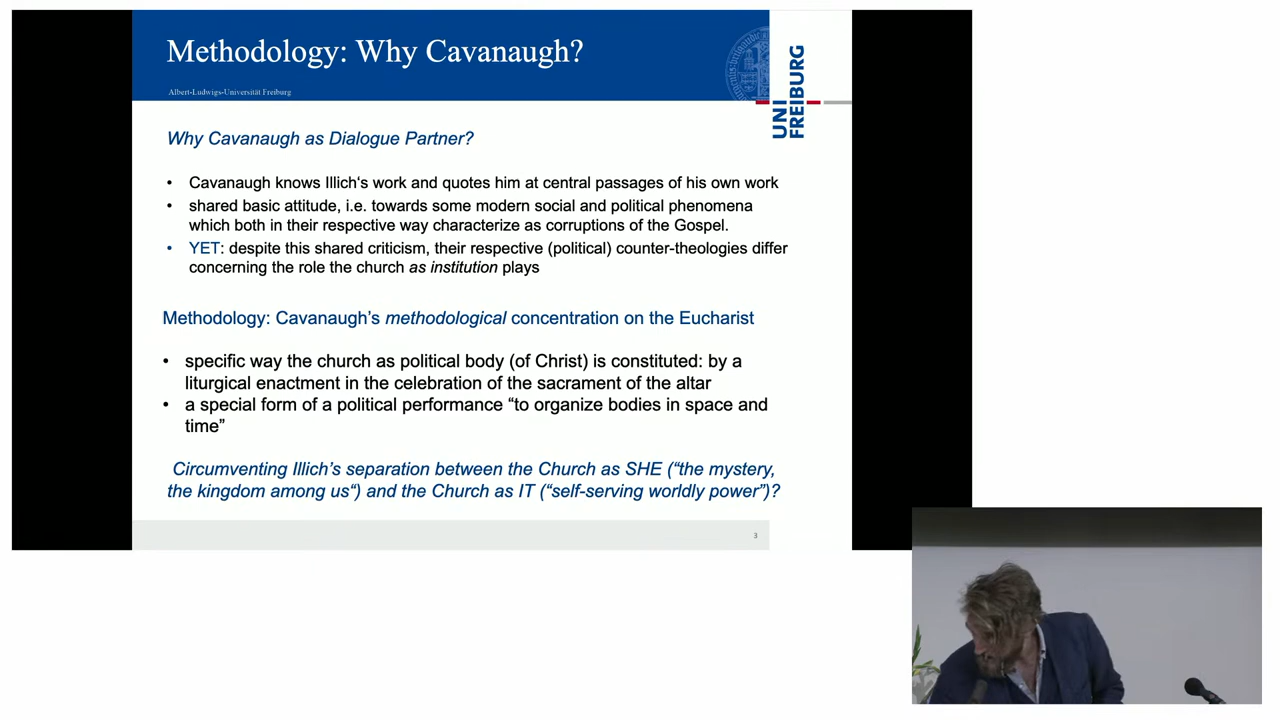 Methodology: Why Cavanaugh?
Albert-Ludwigs-Universität Freiburg
UNI
FREIBURG
Why Cavanaugh as Dialogue Partner?
• Cavanaugh knows Illich‘s work and quotes him at central passages of his own work
• shared basic attitude, i.e. towards some modern social and political phenomena
which both in their respective way characterize as corruptions of the Gospel.
• YET: despite this shared criticism, their respective (political) counter-theologies differ
concerning the role the church as institution plays
Methodology: Cavanaugh’s methodological concentration on the Eucharist
• specific way the church as political body (of Christ) is constituted: by a
liturgical enactment in the celebration of the sacrament of the altar
• a special form of a political performance “to organize bodies in space and
time”
Circumventing Illich’s separation between the Church as SHE (“the mystery,
the kingdom among us“) and the Church as IT (“self-serving worldly power”)?
3